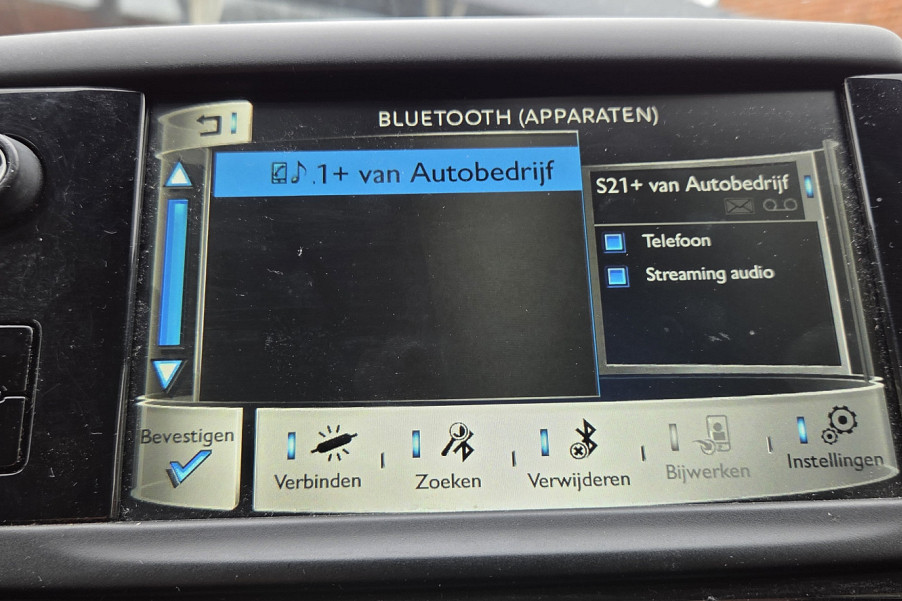 BLUETOOTH (APPARATEN)
.1+ van Autobedrijf
S21+ van Autobedrijf
Telefoon
Streaming audio
Bevestigen
Verbinden
Zoeken
Verwijderen
Bijwerken
Instellingen